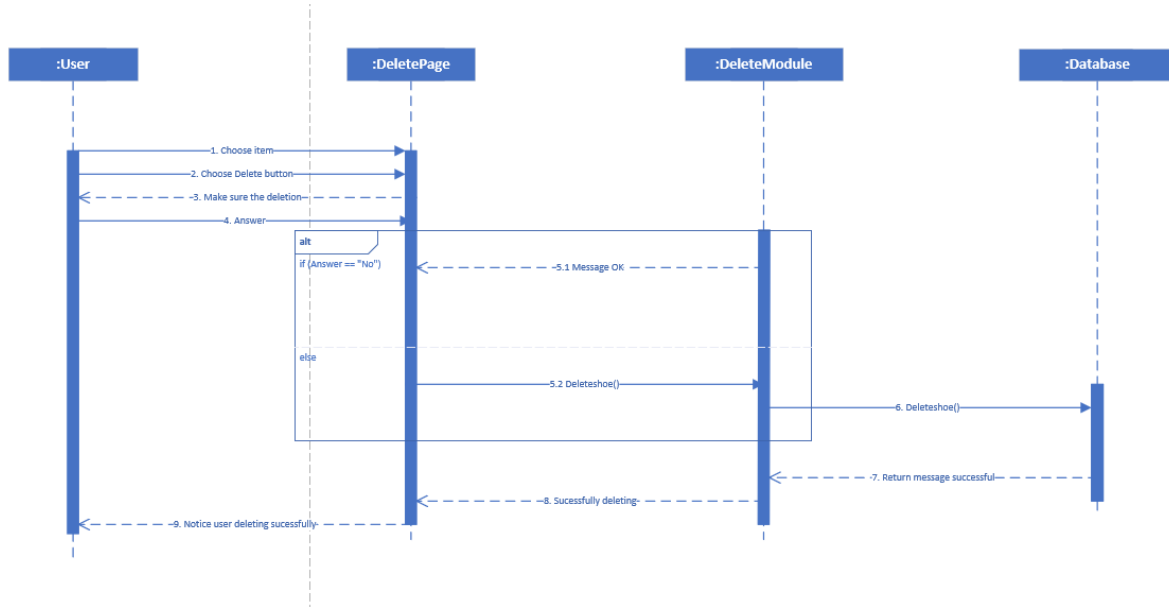 :User
:DeletPage
:DeleteModule
:Database
1. Choose item
2. Choose Delete button
3. Make sure the deletion
4. Answer
alt
if (Answer == "No")
5.1 Message OK
else
5.2 Deleteshoe()
6. Deleteshoe()
7. Return message successful
8. Sucessfully deleting
9. Notice user deleting sucessfully